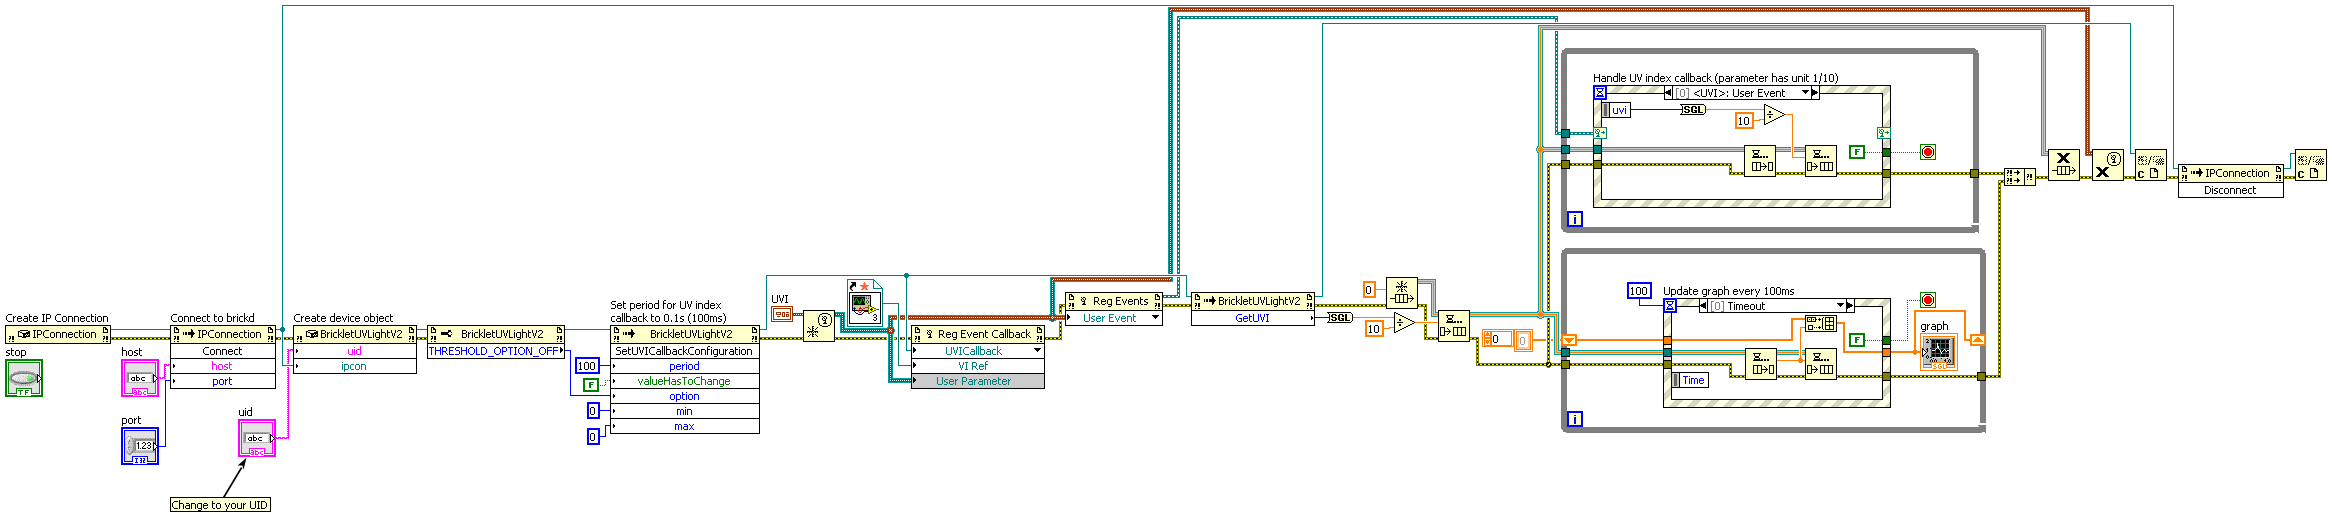 Create IP Connection
IPConnection
stop
TF
Connect to brickd
IPConnection
Connect
host
port
host
abc
abc
port
1.23
I32
uid
abc
abc
Change to your UID
Create device object
BrickletUVLightV2
uid
ipcon
BrickletUVLightV2
THRESHOLD_OPTION_OFF
Set period for UV index
callback to 0.1s (100ms)
BrickletUVLightV2
SetUVICallbackConfiguration
period
valueHasToChange
option
min
max
100
F
0
0
UVI
3
Reg Event Callback
UVICallback
VI Ref
User Parameter
Reg Events
User Event
BrickletUVLightV2
GetUVI
SGL
0
10
0
0
Handle UV index callback (parameter has unit 1/10)
[0] <UVI>: User Event
uvi
SGL
10
F
i
100
Update graph every 100ms
[0] Timeout
Time
F
graph
SGL
i
IPConnection
Disconnect